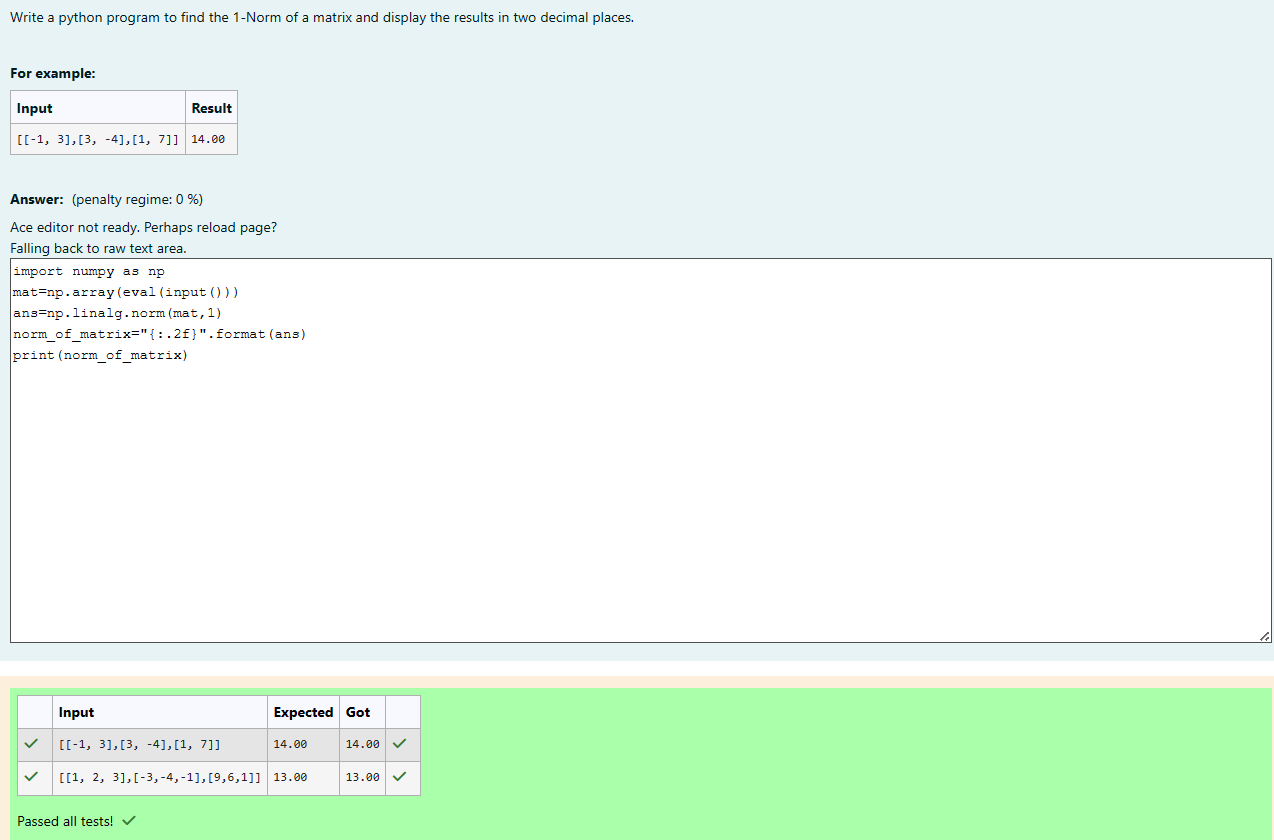 Write a python program to find the 1-Norm of a matrix and display the results in two decimal places.
For example:
Input Result
[[-1, 3],[3, -4],[1, 7]] 14.00
Answer: (penalty regime: 0 %)
Ace editor not ready. Perhaps reload page?
Falling back to raw text area.
import numpy as np
mat=np.array(eval(input()))
ans=np.linalg.norm(mat,1)
norm_of_matrix="{:.2f}".format(ans)
print(norm_of_matrix)
Input Expected Got
[[-1, 3],[3, -4],[1, 7]] 14.00 14.00
[[1, 2, 3],[-3,-4,-1],[9,6,1]] 13.00 13.00
Passed all tests!